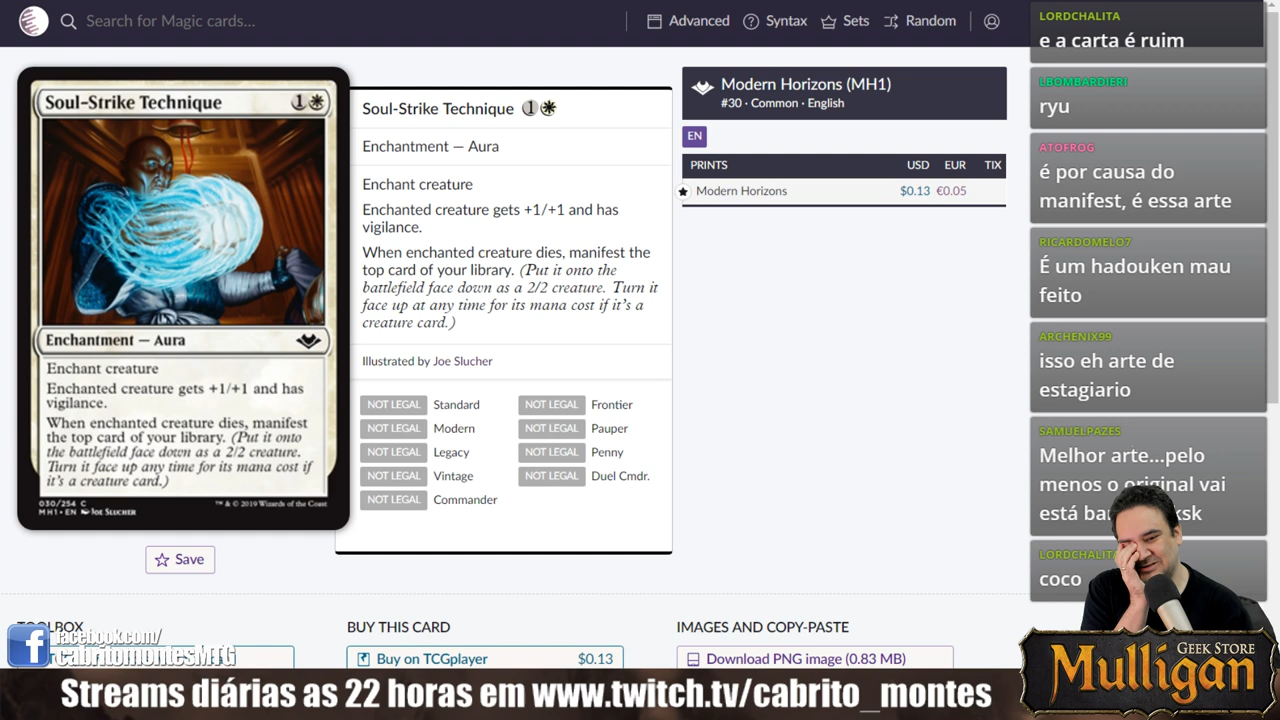 Search for Magic cards…
Advanced
Syntax
Sets
Random
Soul-Strike Technique 1
Enchantment — Aura
Enchant creature
Enchanted creature gets +1/+1 and has
vigilance.
When enchanted creature dies, manifest
the top card of your library. (Put it onto
the battlefield face down as a 2/2 creature.
Turn it face up any time for its mana cost if
it's a creature card.)
030/254 C
MH1 • EN JOE SLUCHER
™ & © 2019 Wizards of the Coast
Save
Soul-Strike Technique 1
Enchantment — Aura
Enchant creature
Enchanted creature gets +1/+1 and has
vigilance.
When enchanted creature dies, manifest the
top card of your library. (Put it onto the
battlefield face down as a 2/2 creature. Turn it
face up at any time for its mana cost if it's a
creature card.)
Illustrated by Joe Slucher
NOT LEGAL Standard NOT LEGAL Frontier
NOT LEGAL Modern NOT LEGAL Pauper
NOT LEGAL Legacy NOT LEGAL Penny
NOT LEGAL Vintage NOT LEGAL Duel Cmdr.
NOT LEGAL Commander
Modern Horizons (MH1)
#30 · Common · English
EN
PRINTS USD EUR TIX
Modern Horizons $0.13 €0.05
LORDCHALITA
e a carta é ruim
LBOMBARDIERI
ryu
ATOFROG
é por causa do
manifest, é essa arte
RICARDOMELO7
É um hadouken mau
feito
ARCHENIX99
isso eh arte de
estagiario
SAMUELPAZES
Melhor arte...pelo
menos o original vai
está
LORDCHALITA
coco
BUY THIS CARD
IMAGES AND COPY-PASTE
Buy on TCGplayer $0.13
Download PNG image (0.83 MB)
facebook.com/
cabritomontesMTG
GEEK STORE
Mulligan
Streams diárias as 22 horas em www.twitch.tv/cabrito_montes